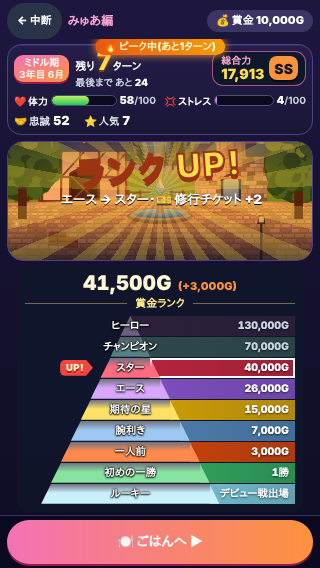 ← 中断
みゅあ編
💰 賞金 10,000G
🔥 ピーク中(あと1ターン)
ミドル期
3年目 6月
残り 7 ターン
最後まで あと 24
総合力
17,913
SS
❤️ 体力 58/100
💢 ストレス 4/100
🤝 忠誠 52
⭐ 人気 7
ランク UP!
エース → スター・🎫修行チケット +2
41,500G (+3,000G)
賞金ランク
ヒーロー 130,000G
チャンピオン 70,000G
UP! スター 40,000G
エース 26,000G
期待の星 15,000G
腕利き 7,000G
一人前 3,000G
初めの一勝 1勝
ルーキー デビュー戦出場
🍽️ ごはんへ ▶